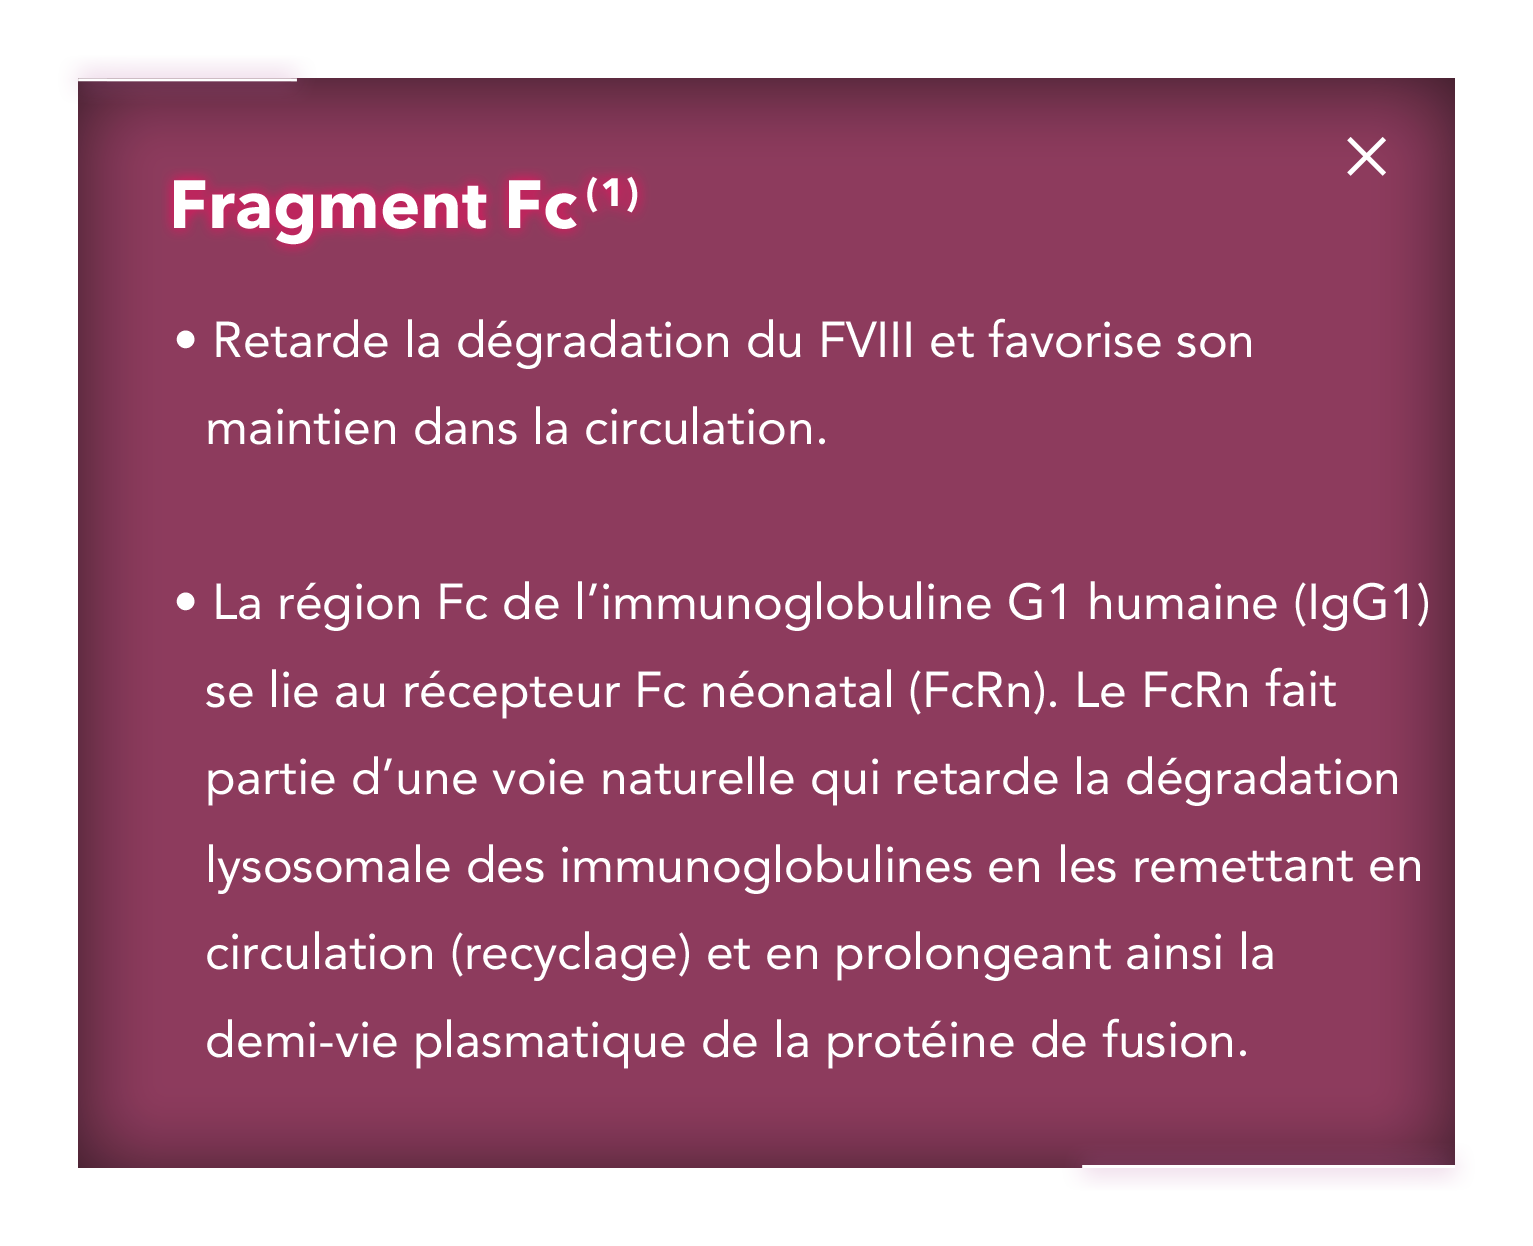 Fragment Fc(1)
• Retarde la dégradation du FVIII et favorise son
maintien dans la circulation.
• La région Fc de l’immunoglobuline G1 humaine (IgG1)
se lie au récepteur Fc néonatal (FcRn). Le FcRn fait
partie d’une voie naturelle qui retarde la dégradation
lysosomale des immunoglobulines en les remettant en
circulation (recyclage) et en prolongeant ainsi la
demi-vie plasmatique de la protéine de fusion.